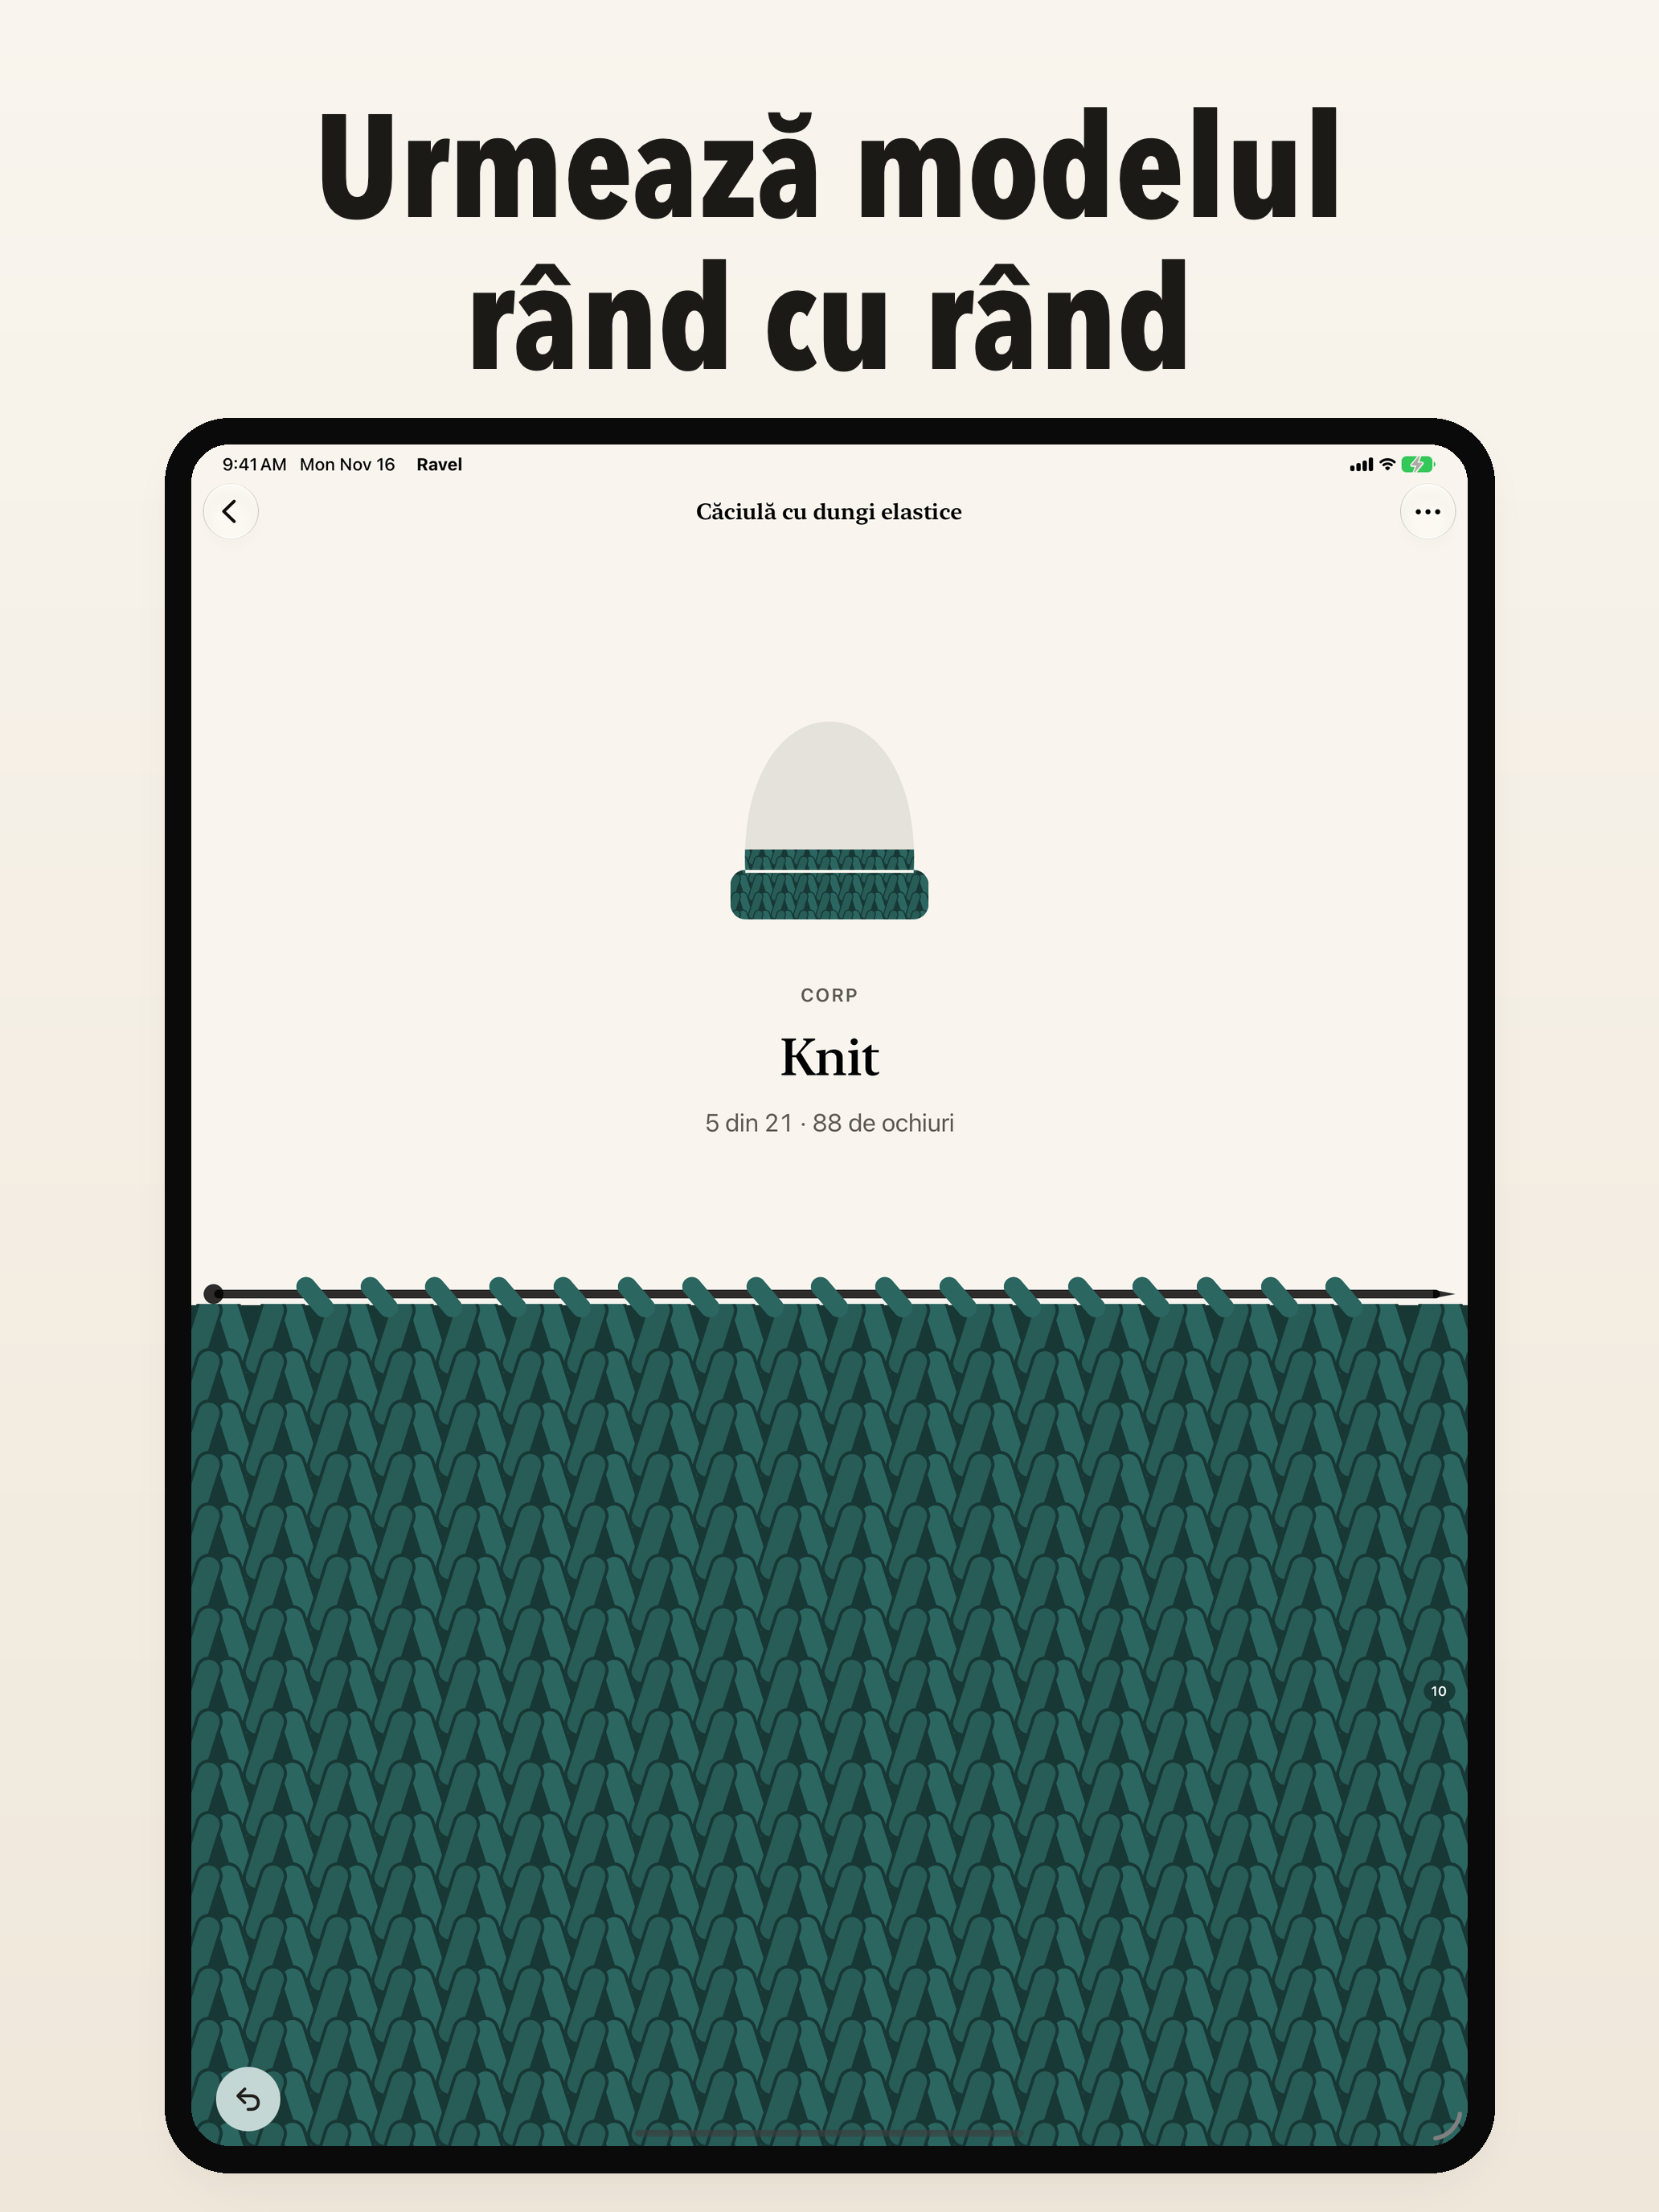 Urmează modelul
rând cu rând
9:41 AM Mon Nov 16 Ravel
Căciulă cu dungi elastice
CORP
Knit
5 din 21 · 88 de ochiuri
10